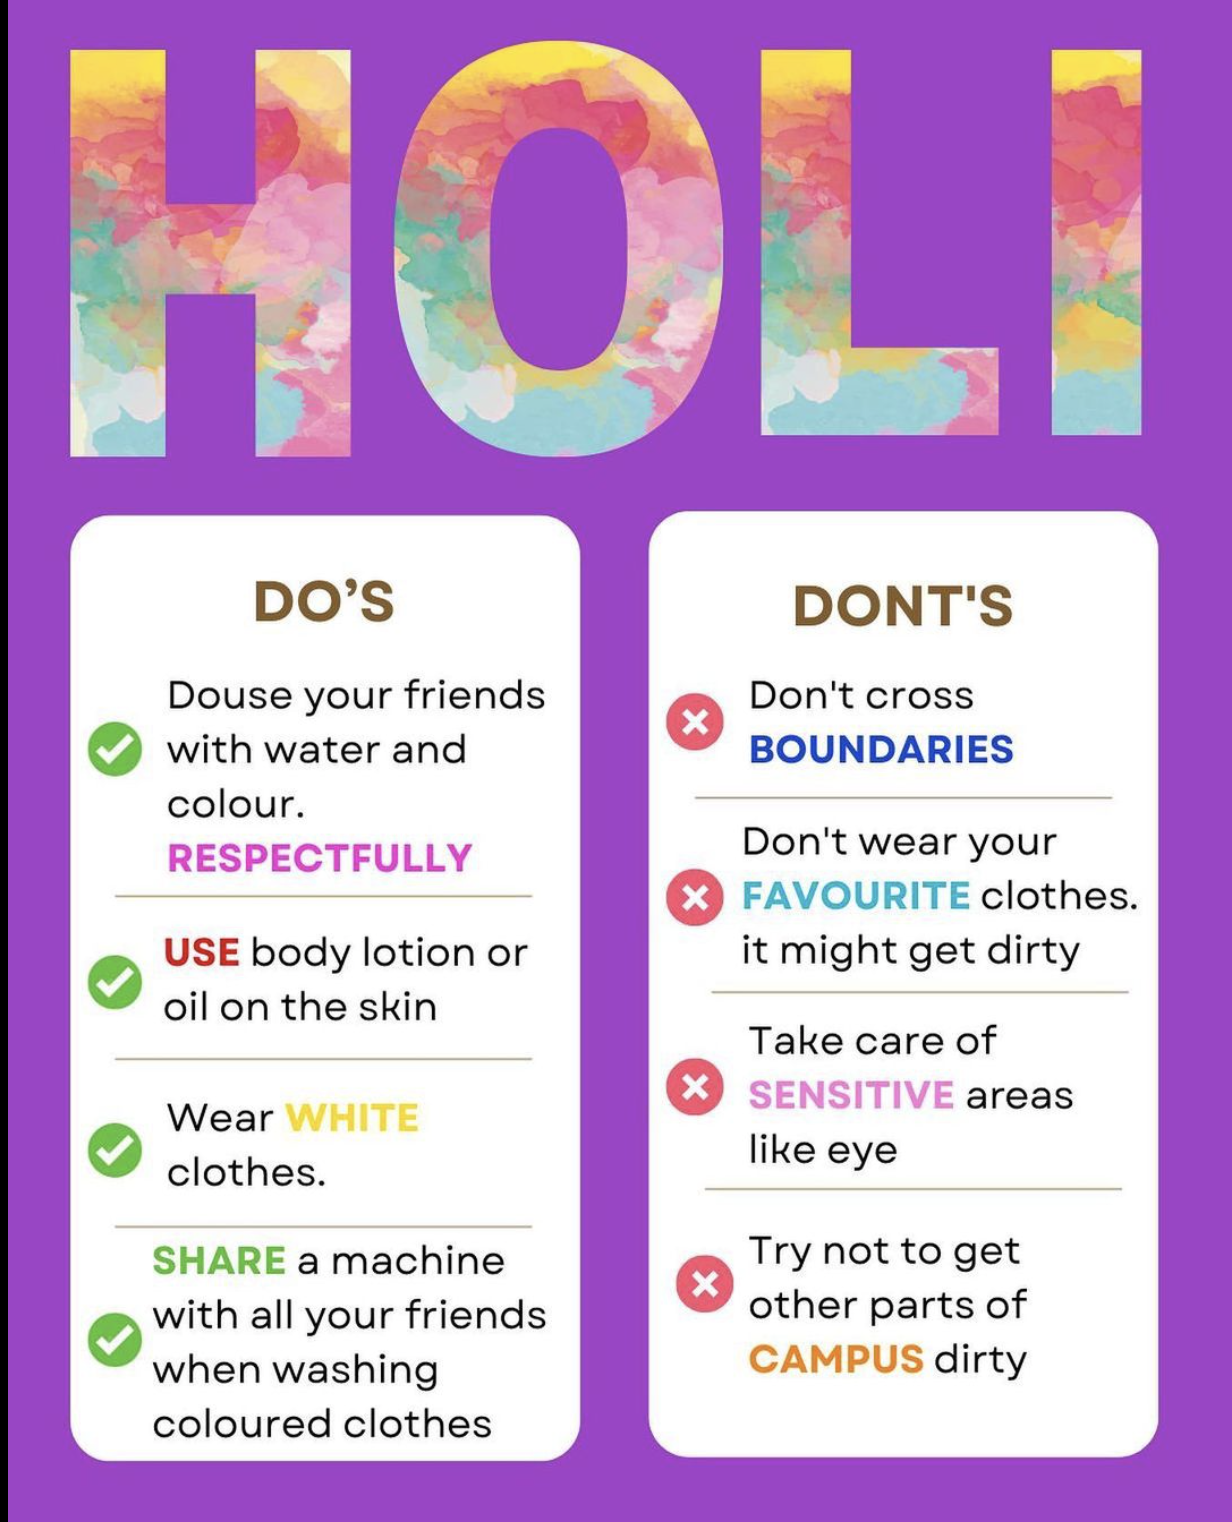 HOLI
DO’S
Douse your friends
with water and
colour.
RESPECTFULLY
USE body lotion or
oil on the skin
Wear WHITE
clothes.
SHARE a machine
with all your friends
when washing
coloured clothes
DONT'S
Don't cross
BOUNDARIES
Don't wear your
FAVOURITE clothes.
it might get dirty
Take care of
SENSITIVE areas
like eye
Try not to get
other parts of
CAMPUS dirty